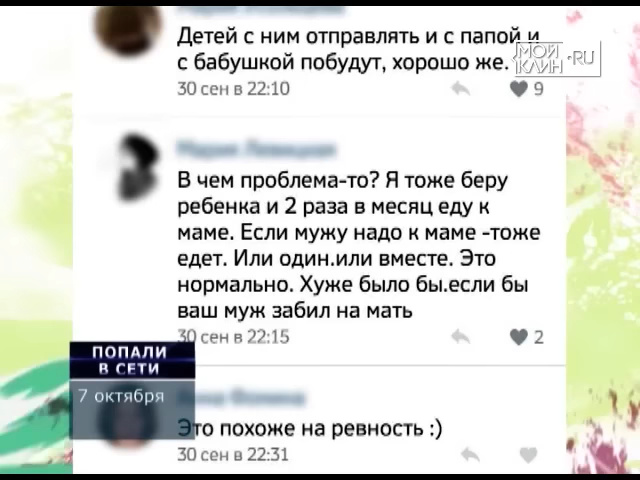 Детей с ним отправлять и с папой и
с бабушкой побудут, хорошо же.
МОЙ
КЛИН .RU
30 сен в 22:10
9
В чем проблема-то? Я тоже беру
ребенка и 2 раза в месяц еду к
маме. Если мужу надо к маме -тоже
едет. Или один.или вместе. Это
нормально. Хуже было бы.если бы
ваш муж забил на мать
30 сен в 22:15
2
ПОПАЛИ
В СЕТИ
7 октября
Это похоже на ревность :)
30 сен в 22:31